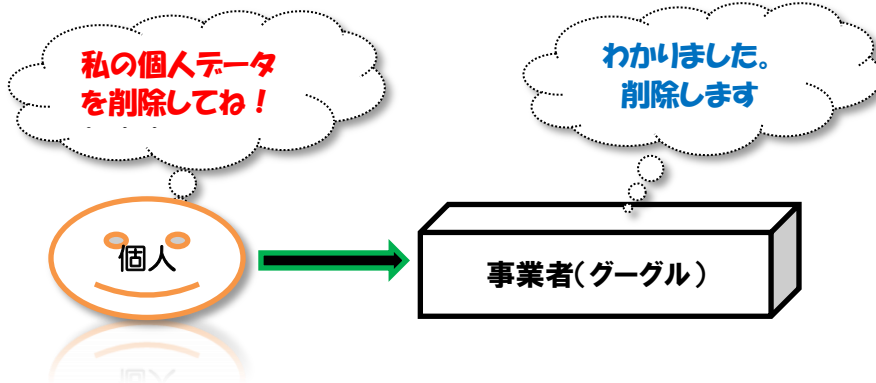 私の個人データ
を削除してね！
わかりました。
削除します
個人
事業者（グーグル）